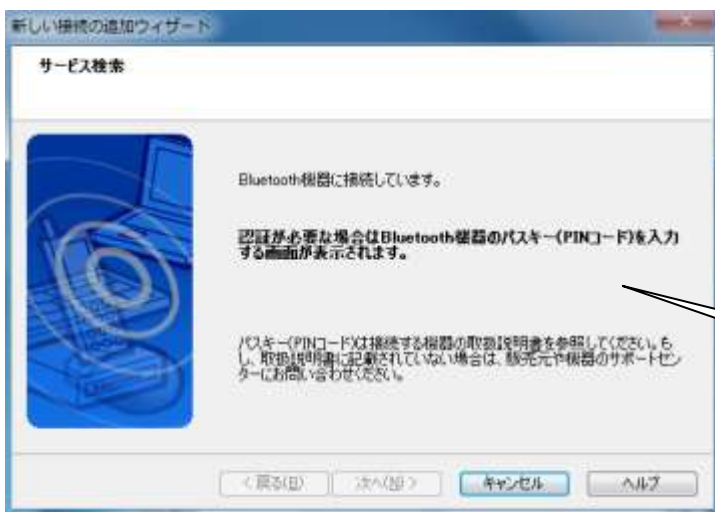 新しい接続の追加ウィザード
サービス検索
Bluetooth機器に接続しています。
認証が必要な場合はBluetooth機器のパスキー(PINコード)を入力
する画面が表示されます。
パスキー(PINコード)は接続する機器の取扱説明書を参照してください。も
し、取扱説明書に記載されていない場合は、販売元や機器のサポートセン
ターにお問い合わせください。
< 戻る(B)
次へ(N) >
キャンセル
ヘルプ